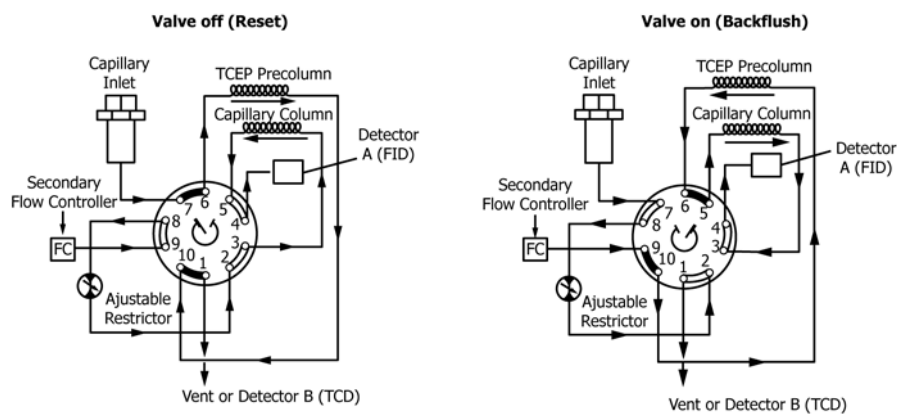 Valve off (Reset)
Capillary
Inlet
TCEP Precolumn
Capillary Column
Detector
A (FID)
Secondary
Flow Controller
FC
6
7
5
8
4
9
3
10
1
2
Ajustable
Restrictor
Vent or Detector B (TCD)
Valve on (Backflush)
Capillary
Inlet
TCEP Precolumn
Capillary Column
Detector
A (FID)
Secondary
Flow Controller
FC
6
7
5
8
4
9
3
10
1
2
Ajustable
Restrictor
Vent or Detector B (TCD)